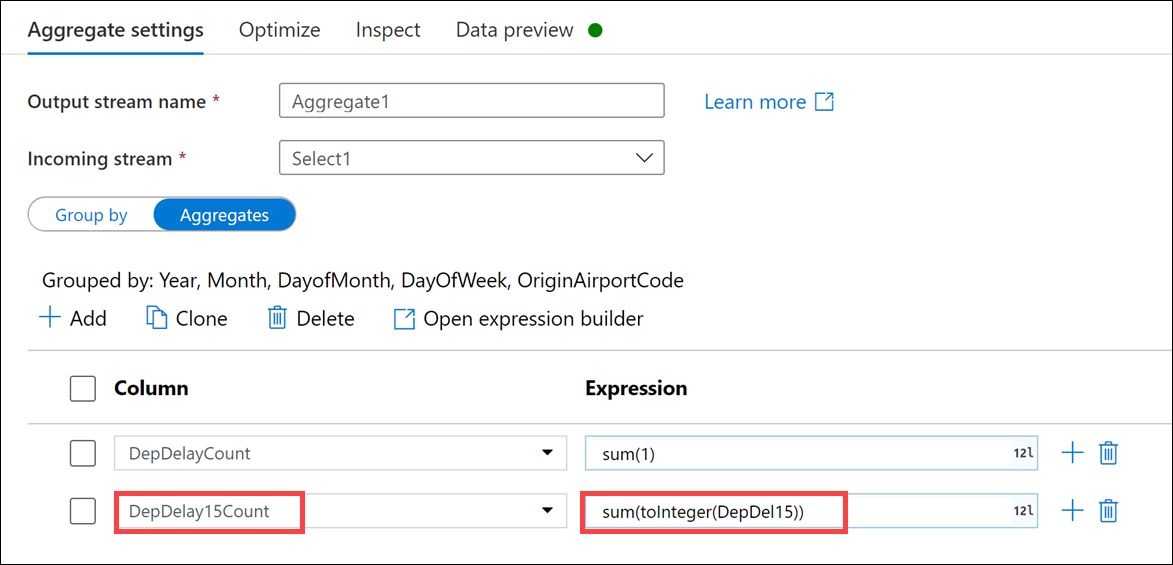 Aggregate settings Optimize Inspect Data preview
Output stream name * Aggregate1 Learn more
Incoming stream * Select1
Group by Aggregates
Grouped by: Year, Month, DayofMonth, DayOfWeek, OriginAirportCode
Add Clone Delete Open expression builder
Column Expression
DepDelayCount sum(1) 12l
DepDelay15Count sum(toInteger(DepDel15)) 12l